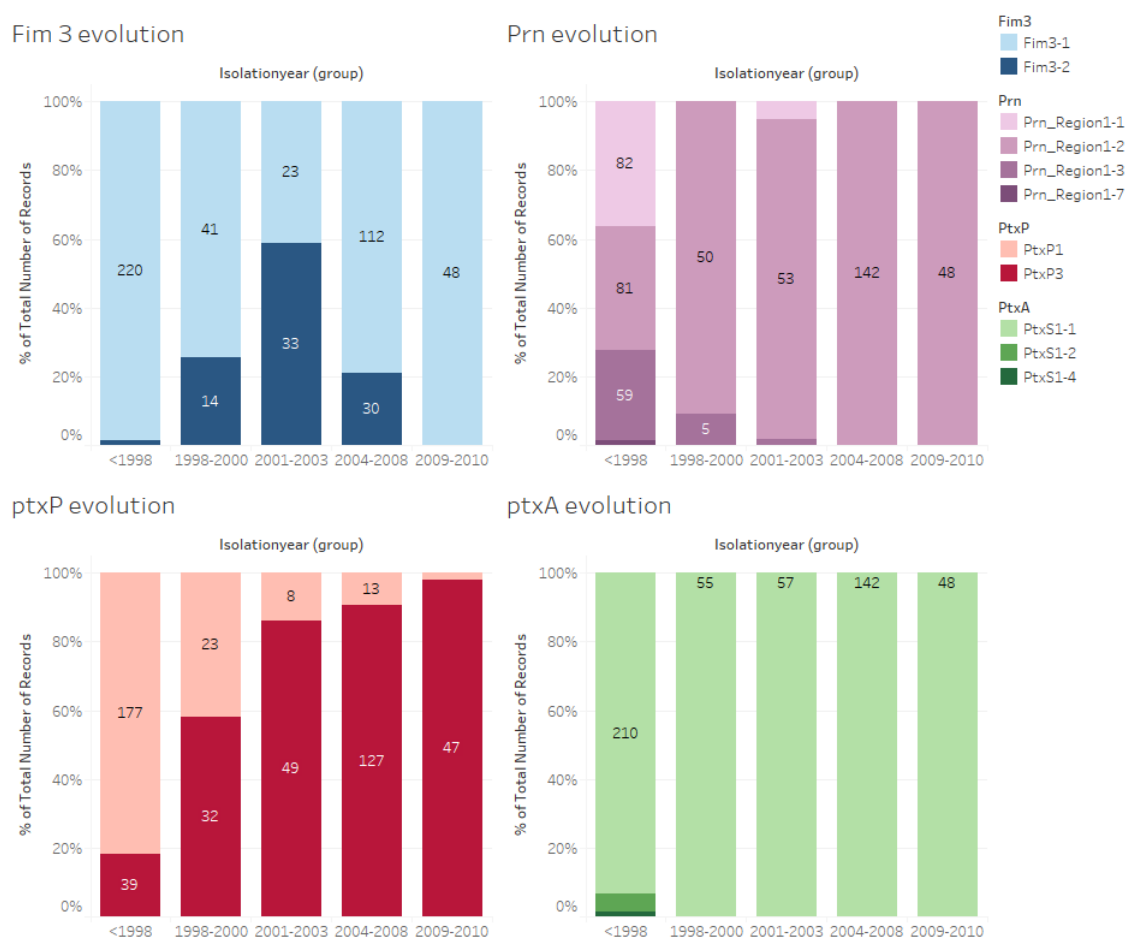 Fim 3 evolution
Isolationyear (group)
% of Total Number of Records
100%
80%
60%
40%
20%
0%
220
41
14
23
33
112
30
48
<1998 1998-2000 2001-2003 2004-2008 2009-2010
Prn evolution
Isolationyear (group)
% of Total Number of Records
100%
80%
60%
40%
20%
0%
82
81
59
50
5
53
142
48
<1998 1998-2000 2001-2003 2004-2008 2009-2010
Fim3
Fim3-1
Fim3-2
Prn
Prn_Region1-1
Prn_Region1-2
Prn_Region1-3
Prn_Region1-7
PtxP
PtxP1
PtxP3
PtxA
PtxS1-1
PtxS1-2
PtxS1-4
ptxP evolution
Isolationyear (group)
% of Total Number of Records
100%
80%
60%
40%
20%
0%
177
39
23
32
8
49
13
127
47
<1998 1998-2000 2001-2003 2004-2008 2009-2010
ptxA evolution
Isolationyear (group)
% of Total Number of Records
100%
80%
60%
40%
20%
0%
210
55
57
142
48
<1998 1998-2000 2001-2003 2004-2008 2009-2010